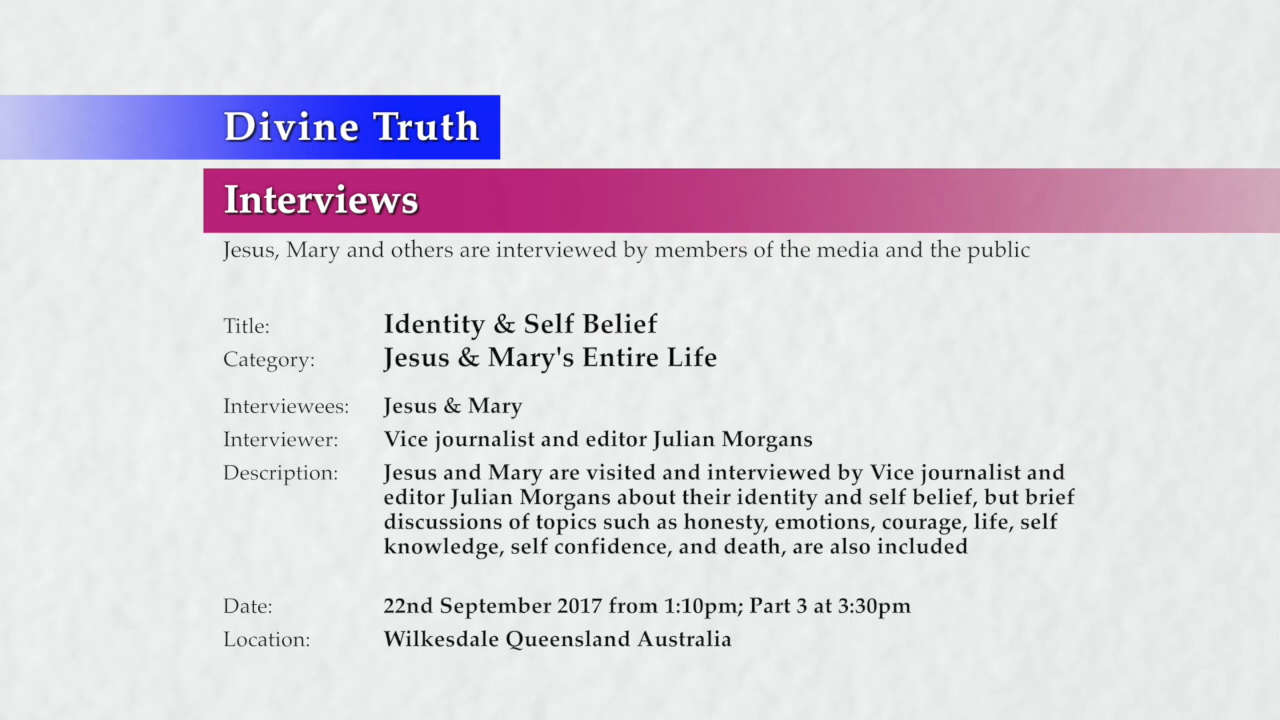 Divine Truth
Interviews
Jesus, Mary and others are interviewed by members of the media and the public
Title: Identity & Self Belief
Category: Jesus & Mary's Entire Life
Interviewees: Jesus & Mary
Interviewer: Vice journalist and editor Julian Morgans
Description: Jesus and Mary are visited and interviewed by Vice journalist and
editor Julian Morgans about their identity and self belief, but brief
discussions of topics such as honesty, emotions, courage, life, self
knowledge, self confidence, and death, are also included
Date: 22nd September 2017 from 1:10pm; Part 3 at 3:30pm
Location: Wilkesdale Queensland Australia